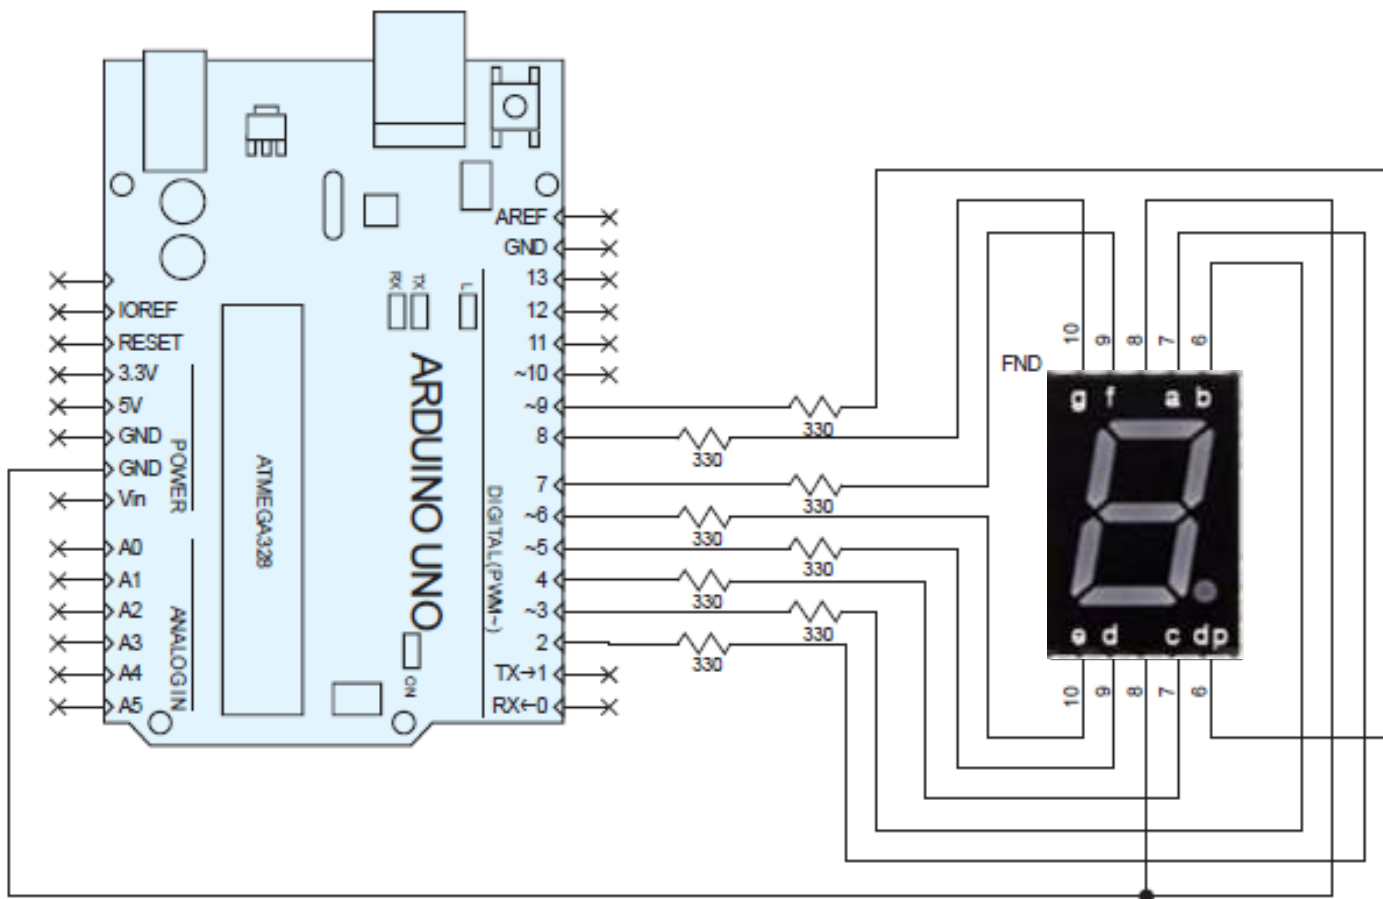 AREF
GND
13
12
11
~10
~9
8
7
~6
~5
4
~3
2
TX→1
RX←0
IOREF
RESET
3.3V
5V
GND
GND
Vin
A0
A1
A2
A3
A4
A5
POWER
ANALOG IN
ATMEGA328
RX
TX
L
ARDUINO UNO
DIGITAL(PWM~)
ON
330
330
330
330
330
330
330
330
FND
10
9
8
7
6
g f a b
e d c dp
10
9
8
7
6